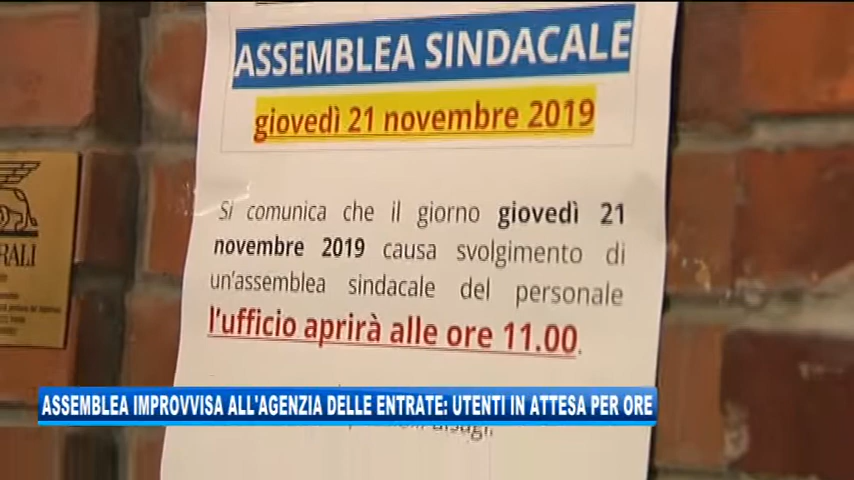 ASSEMBLEA SINDACALE
giovedì 21 novembre 2019
Si comunica che il giorno giovedì 21
novembre 2019 causa svolgimento di
un'assemblea sindacale del personale
l'ufficio aprirà alle ore 11.00
RALI
ASSEMBLEA IMPROVVISA ALL'AGENZIA DELLE ENTRATE: UTENTI IN ATTESA PER ORE
disagi